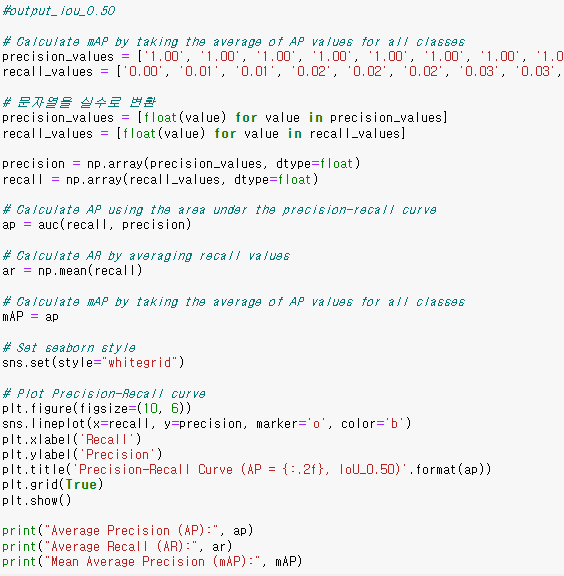 #output_iou_0.50
# Calculate mAP by taking the average of AP values for all classes
precision_values = ['1.00', '1.00', '1.00', '1.00', '1.00', '1.00', '1.00', '1.00', '1.0
recall_values = ['0.00', '0.01', '0.01', '0.02', '0.02', '0.02', '0.03', '0.03',
# 문자열을 실수로 변환
precision_values = [float(value) for value in precision_values]
recall_values = [float(value) for value in recall_values]
precision = np.array(precision_values, dtype=float)
recall = np.array(recall_values, dtype=float)
# Calculate AP using the area under the precision-recall curve
ap = auc(recall, precision)
# Calculate AR by averaging recall values
ar = np.mean(recall)
# Calculate mAP by taking the average of AP values for all classes
mAP = ap
# Set seaborn style
sns.set(style="whitegrid")
# Plot Precision-Recall curve
plt.figure(figsize=(10, 6))
sns.lineplot(x=recall, y=precision, marker='o', color='b')
plt.xlabel('Recall')
plt.ylabel('Precision')
plt.title('Precision-Recall Curve (AP = {:.2f}, IoU_0.50)'.format(ap))
plt.grid(True)
plt.show()
print("Average Precision (AP):", ap)
print("Average Recall (AR):", ar)
print("Mean Average Precision (mAP):", mAP)